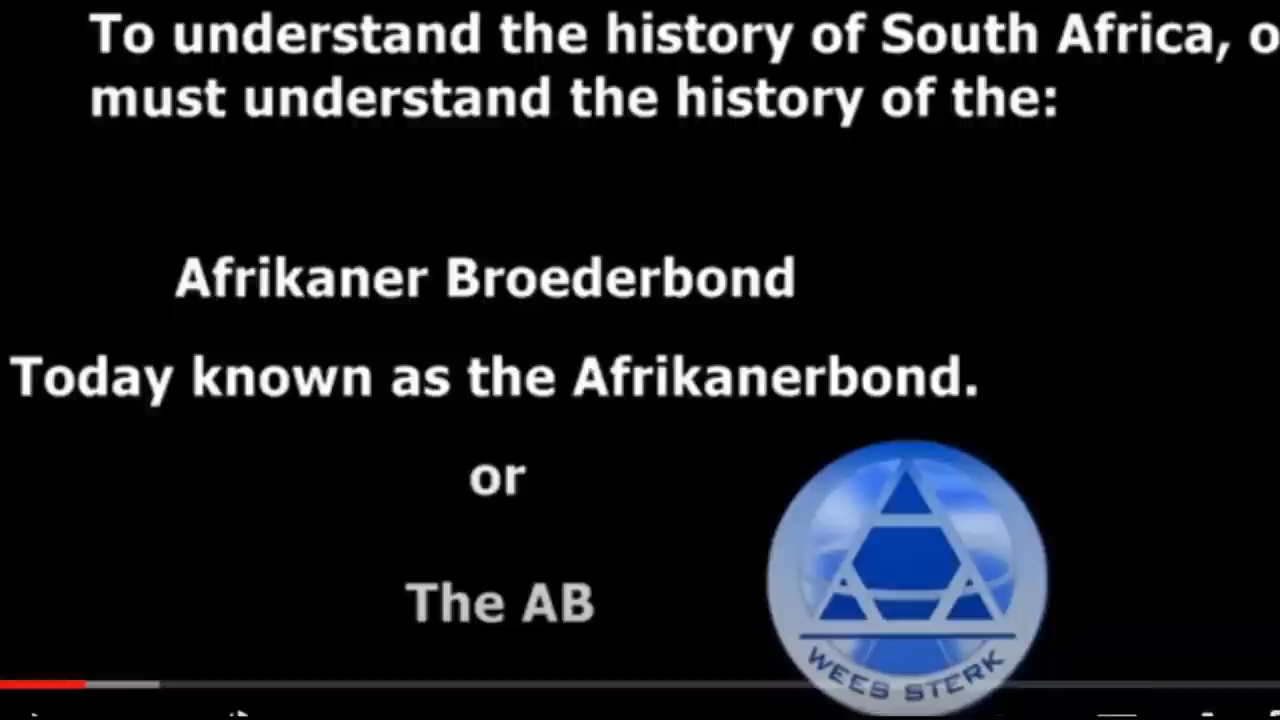 To understand the history of South Africa, o
must understand the history of the:
Afrikaner Broederbond
Today known as the Afrikanerbond.
or
The AB
WEES STERK